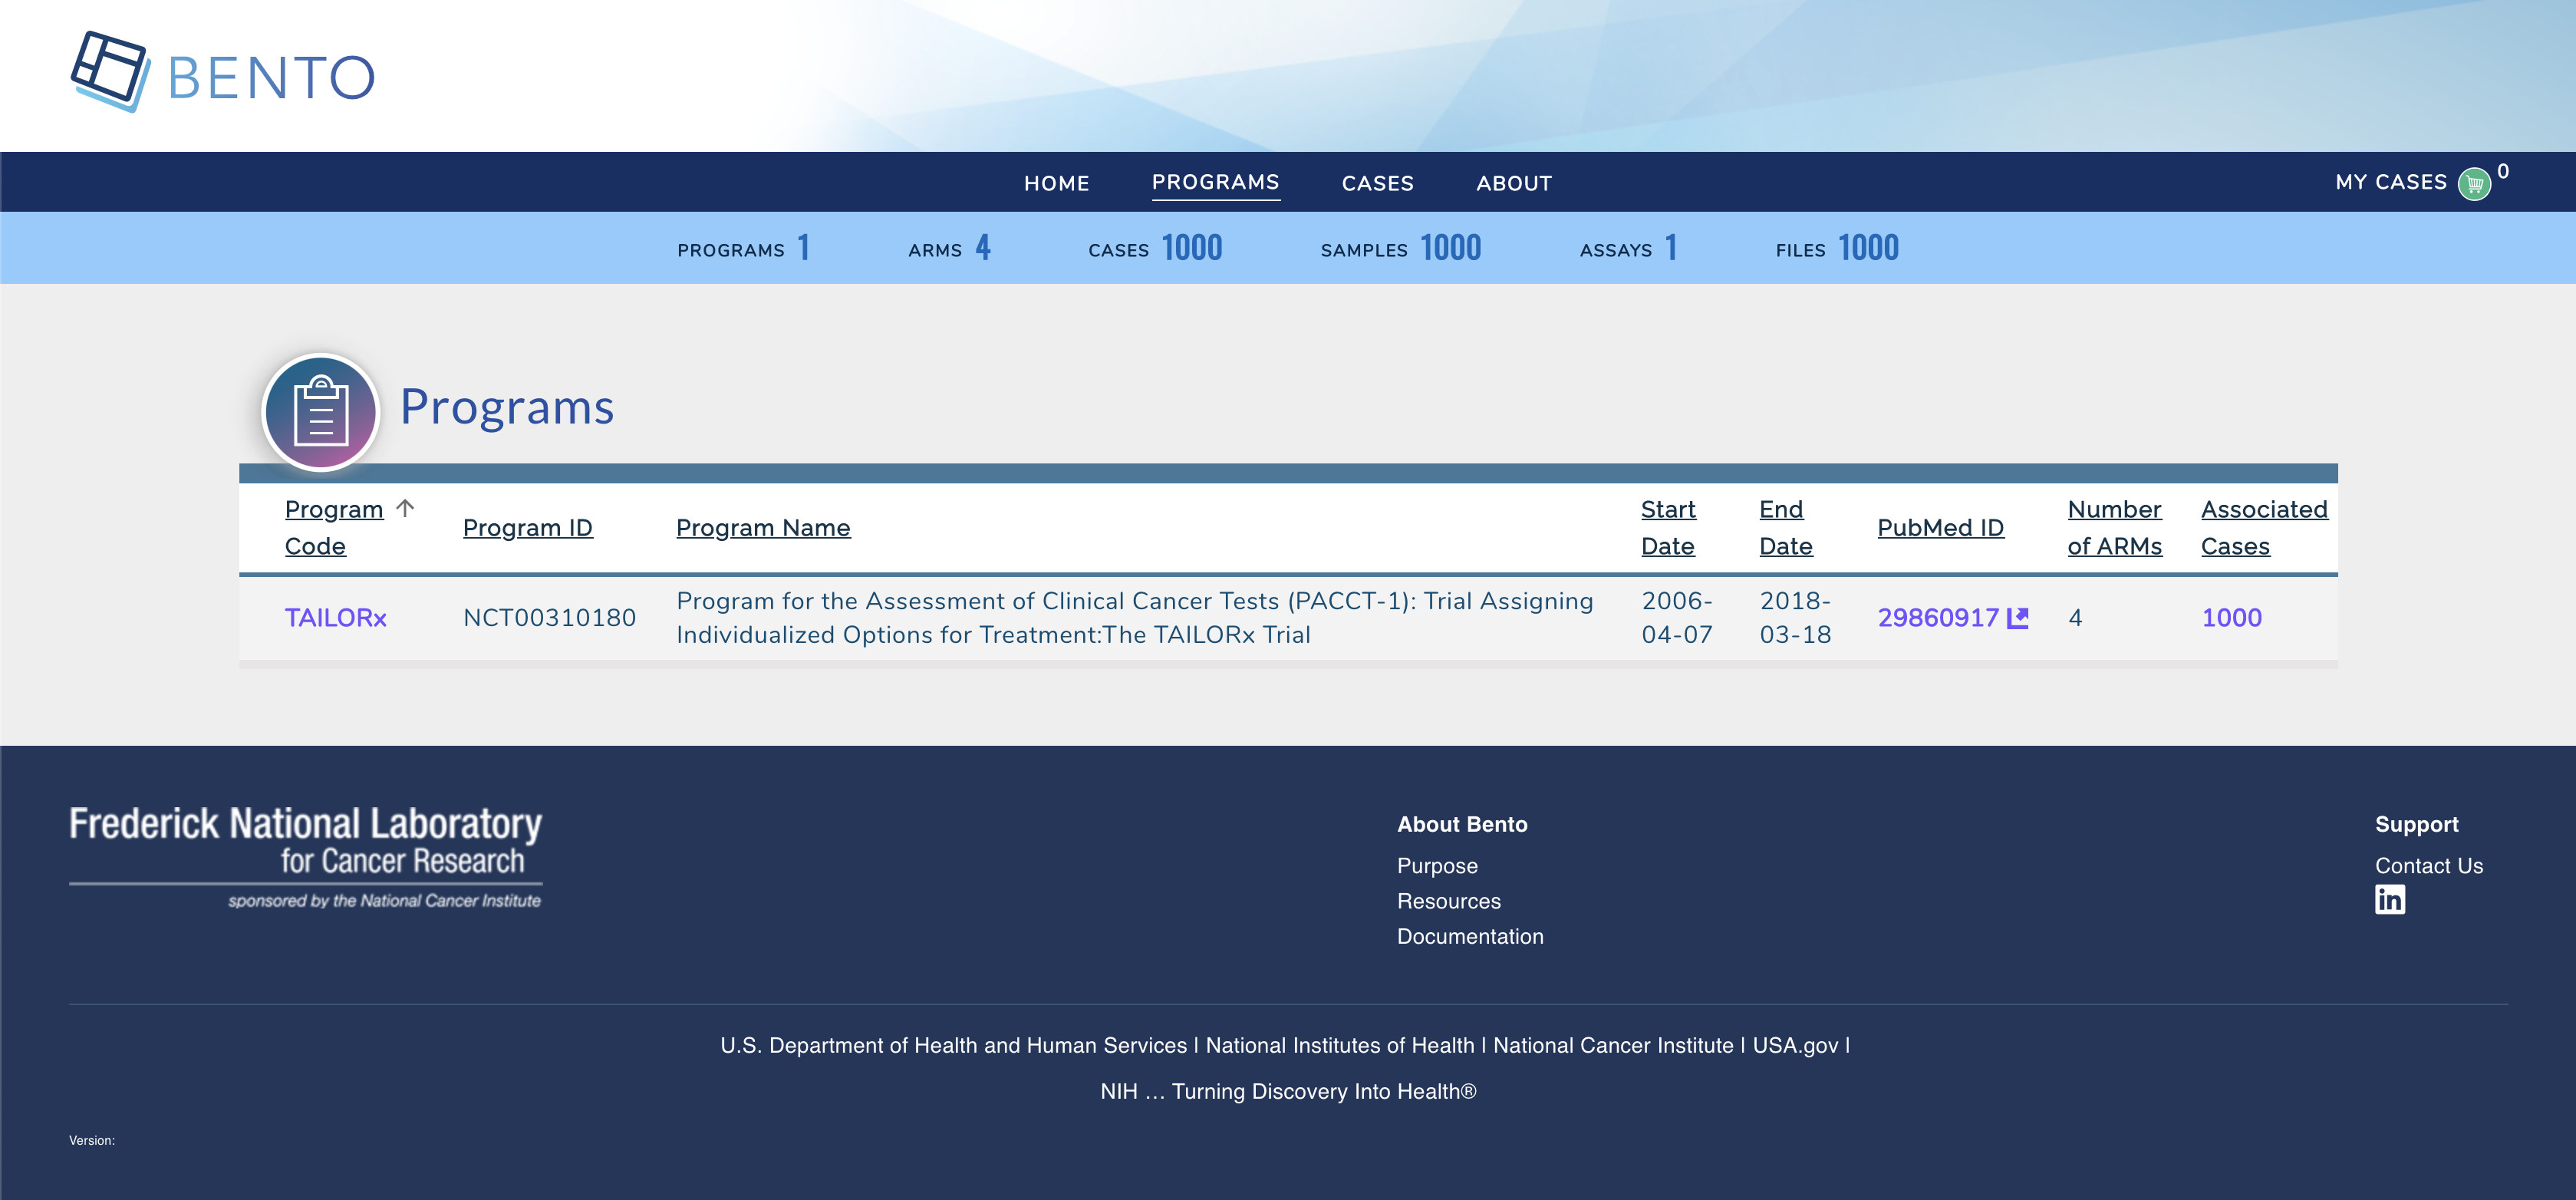 BENTO
HOME PROGRAMS CASES ABOUT MY CASES 0
PROGRAMS 1 ARMS 4 CASES 1000 SAMPLES 1000 ASSAYS 1 FILES 1000
Programs
Program Code Program ID Program Name Start Date End Date PubMed ID Number of ARMs Associated Cases
TAILORx NCT00310180 Program for the Assessment of Clinical Cancer Tests (PACCT-1): Trial Assigning Individualized Options for Treatment:The TAILORx Trial 2006-04-07 2018-03-18 29860917 4 1000
Frederick National Laboratory
for Cancer Research
sponsored by the National Cancer Institute
About Bento
Purpose
Resources
Documentation
Support
Contact Us
in
U.S. Department of Health and Human Services | National Institutes of Health | National Cancer Institute | USA.gov |
NIH … Turning Discovery Into Health®
Version: